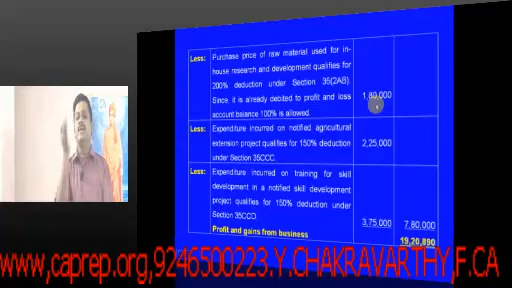 Less: Purchase price of raw material used for in-
house research and development qualifies for
200% deduction under Section 35(2AB).
Since, it is already debited to profit and loss
account balance 100% is allowed. 1,80,000
Less: Expenditure incurred on notified agricultural
extension project qualifies for 150% deduction
under Section 35CCC. 2,25,000
Less: Expenditure incurred on training for skill
development in a notified skill development
project qualifies for 150% deduction under
Section 35CCD. 3,75,000 7,80,000
Profit and gains from business 19,20,890
www,caprep.org,9246500223.Y.CHAKRAVARTHY,F.CA